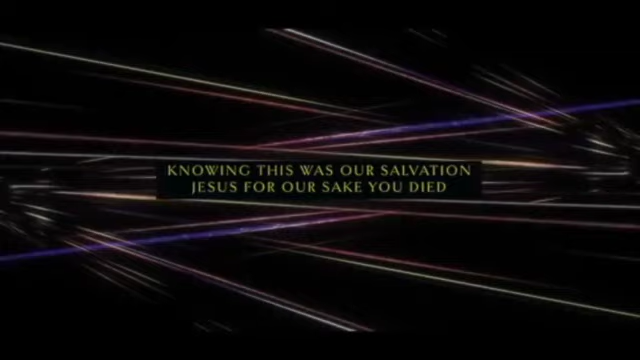 KNOWING THIS WAS OUR SALVATION
JESUS FOR OUR SAKE YOU DIED